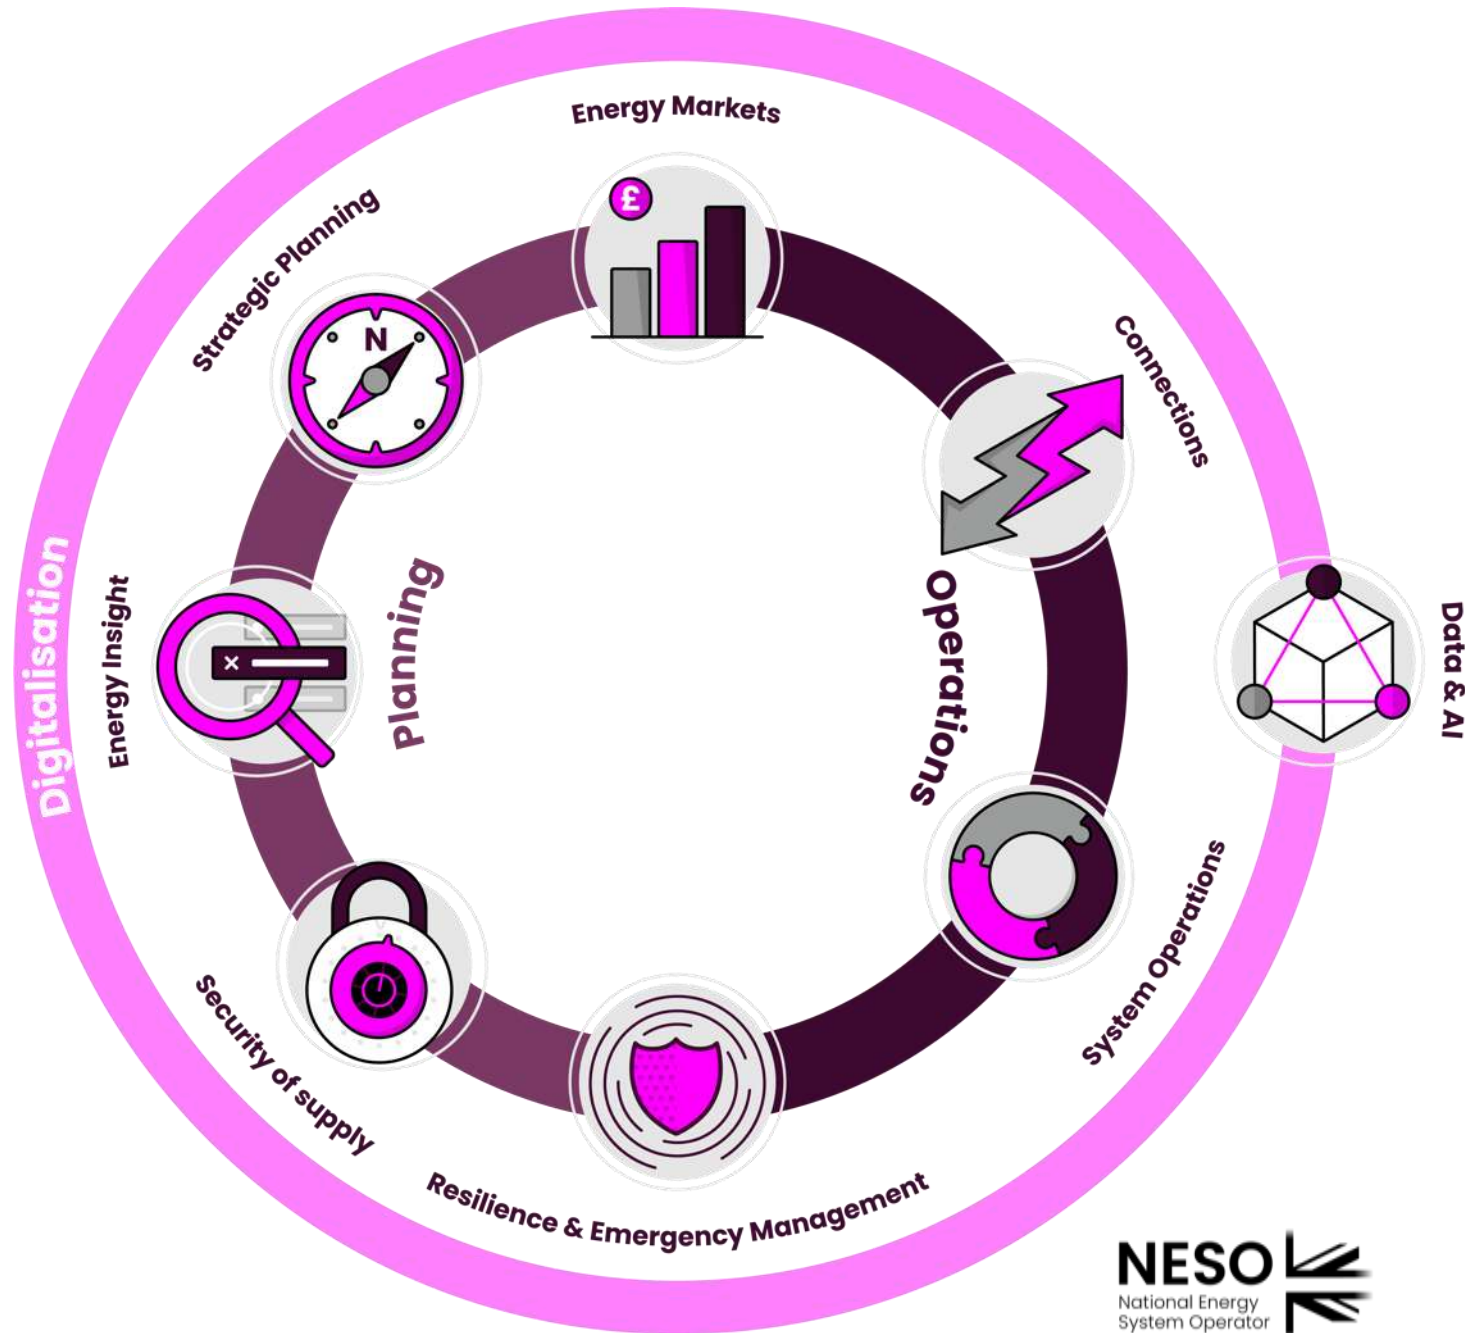 Energy Markets
£
Strategic Planning
N
Connections
Digitalisation
Energy Insight
x
Planning
Operations
Data & AI
Security of supply
System Operations
Resilience & Emergency Management
NESO
National Energy
System Operator